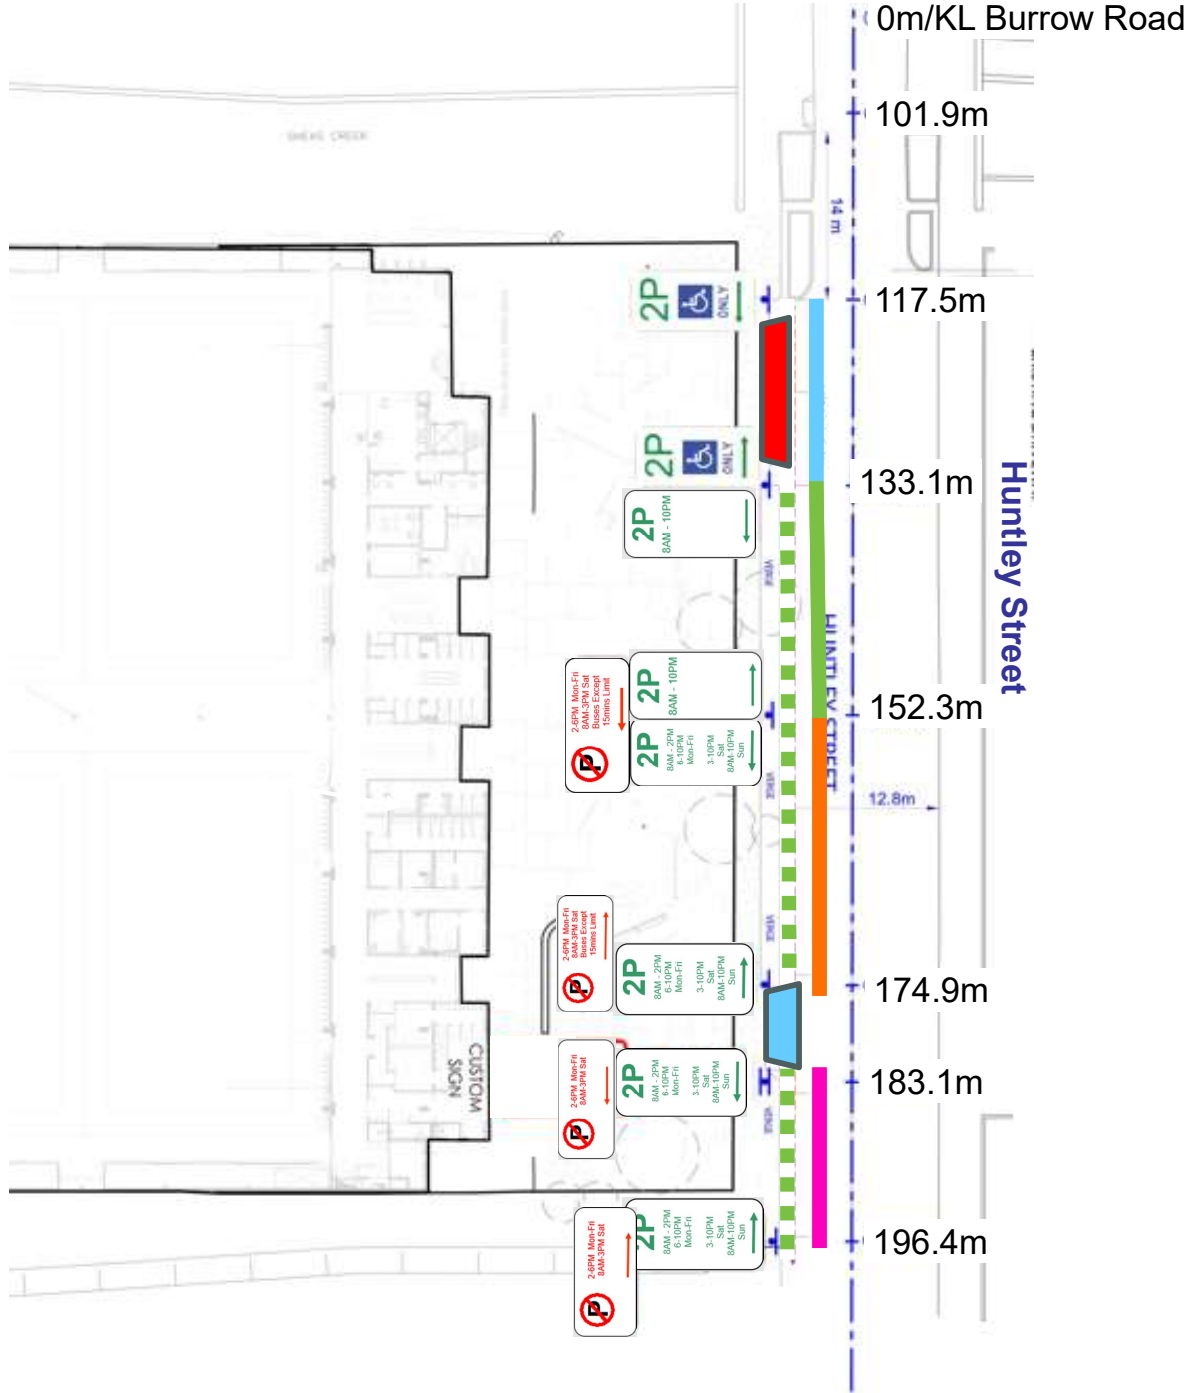 0m/KL Burrow Road
101.9m
SHEAS CREEK
14 m
117.5m
2P
ONLY
2P
ONLY
133.1m
2P
8AM - 10PM
VERGE
Huntley Street
HUNTLEY STREET
2P
8AM - 10PM
152.3m
2-6PM Mon-Fri
8AM-3PM Sat
Buses Except
15mins Limit
P
2P
8AM - 2PM
6-10PM
Mon-Fri
3-10PM
Sat
8AM-10PM
Sun
VERGE
12.8m
VERGE
2-6PM Mon-Fri
8AM-3PM Sat
Buses Except
15mins Limit
P
2P
8AM - 2PM
6-10PM
Mon-Fri
3-10PM
Sat
8AM-10PM
Sun
174.9m
CUSTOM
SIGN
2-6PM Mon-Fri
8AM-3PM Sat
P
2P
8AM - 2PM
6-10PM
Mon-Fri
3-10PM
Sat
8AM-10PM
Sun
183.1m
VERGE
2-6PM Mon-Fri
8AM-3PM Sat
P
2P
8AM - 2PM
6-10PM
Mon-Fri
3-10PM
Sat
8AM-10PM
Sun
196.4m